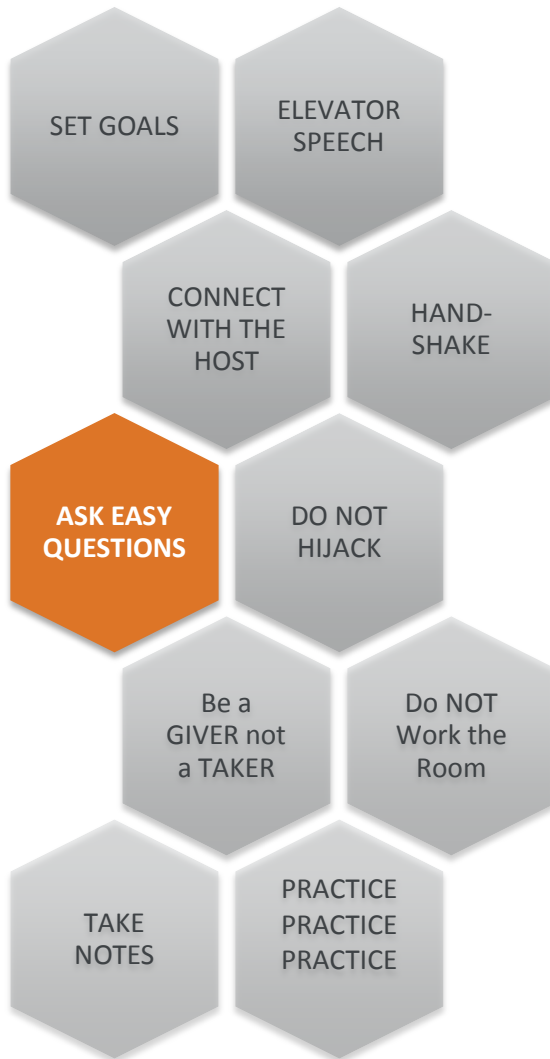 SET GOALS
ELEVATOR
SPEECH
CONNECT
WITH THE
HOST
HAND-
SHAKE
ASK EASY
QUESTIONS
DO NOT
HIJACK
Be a
GIVER not
a TAKER
Do NOT
Work the
Room
TAKE
NOTES
PRACTICE
PRACTICE
PRACTICE